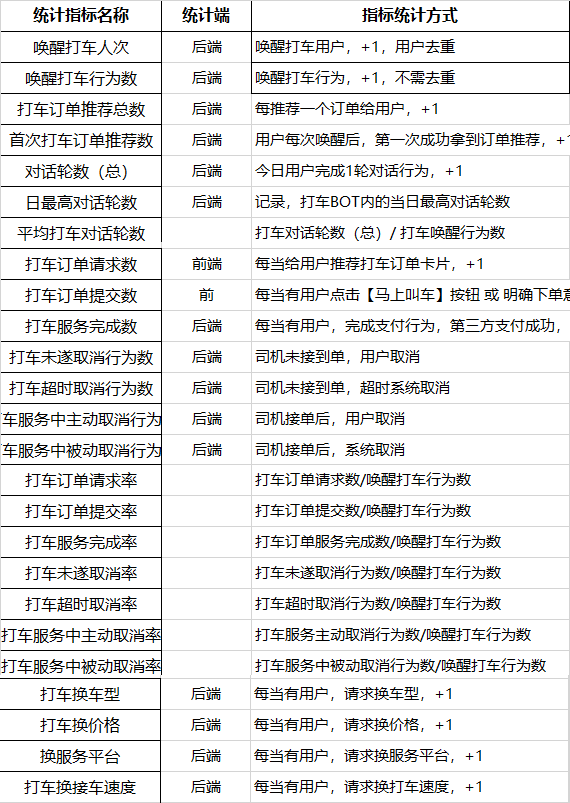 统计指标名称 统计端 指标统计方式
唤醒打车人次 后端 唤醒打车用户，+1，用户去重
唤醒打车行为数 后端 唤醒打车行为，+1，不需去重
打车订单推荐总数 后端 每推荐一个订单给用户，+1
首次打车订单推荐数 后端 用户每次唤醒后，第一次成功拿到订单推荐，+1
对话轮数（总） 后端 今日用户完成1轮对话行为，+1
日最高对话轮数 后端 记录，打车BOT内的当日最高对话轮数
平均打车对话轮数 打车对话轮数（总）/ 打车唤醒行为数
打车订单请求数 前端 每当给用户推荐打车订单卡片，+1
打车订单提交数 前 每当有用户点击【马上叫车】按钮 或 明确下单意
打车服务完成数 后端 每当有用户，完成支付行为，第三方支付成功，
打车未遂取消行为数 后端 司机未接到单，用户取消
打车超时取消行为数 后端 司机未接到单，超时系统取消
车服务中主动取消行为 后端 司机接单后，用户取消
车服务中被动取消行为 后端 司机接单后，系统取消
打车订单请求率 打车订单请求数/唤醒打车行为数
打车订单提交率 打车订单提交数/唤醒打车行为数
打车服务完成率 打车订单服务完成数/唤醒打车行为数
打车未遂取消率 打车未遂取消行为数/唤醒打车行为数
打车超时取消率 打车超时取消行为数/唤醒打车行为数
打车服务中主动取消率 打车服务主动取消行为数/唤醒打车行为数
打车服务中被动取消率 打车服务中被动取消行为数/唤醒打车行为数
打车换车型 后端 每当有用户，请求换车型，+1
打车换价格 后端 每当有用户，请求换价格，+1
换服务平台 后端 每当有用户，请求换服务平台，+1
打车换接车速度 后端 每当有用户，请求换打车速度，+1